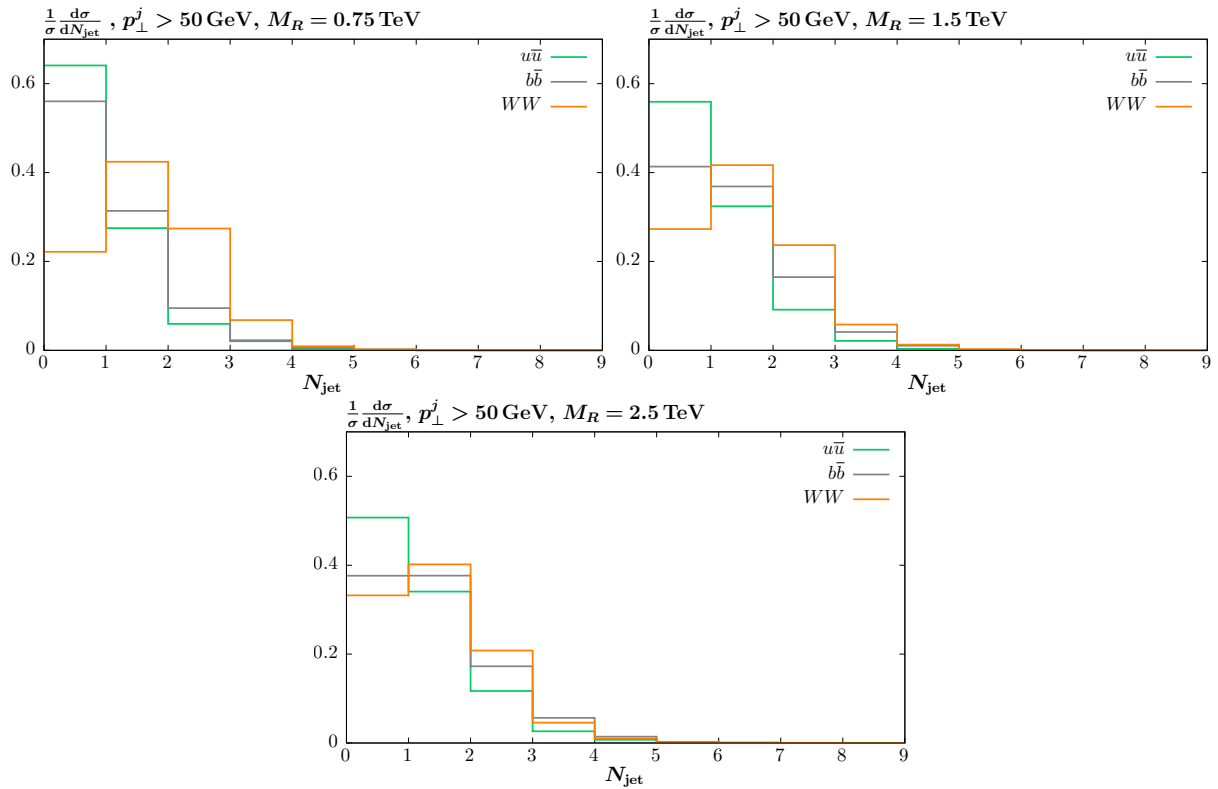 1/σ dσ/dN_jet , p_⊥^j > 50 GeV, M_R = 0.75 TeV
uū
bb̄
WW
0.6
0.4
0.2
0
0 1 2 3 4 5 6 7 8 9
N_jet
1/σ dσ/dN_jet, p_⊥^j > 50 GeV, M_R = 1.5 TeV
uū
bb̄
WW
0.6
0.4
0.2
0
0 1 2 3 4 5 6 7 8 9
N_jet
1/σ dσ/dN_jet, p_⊥^j > 50 GeV, M_R = 2.5 TeV
uū
bb̄
WW
0.6
0.4
0.2
0
0 1 2 3 4 5 6 7 8 9
N_jet